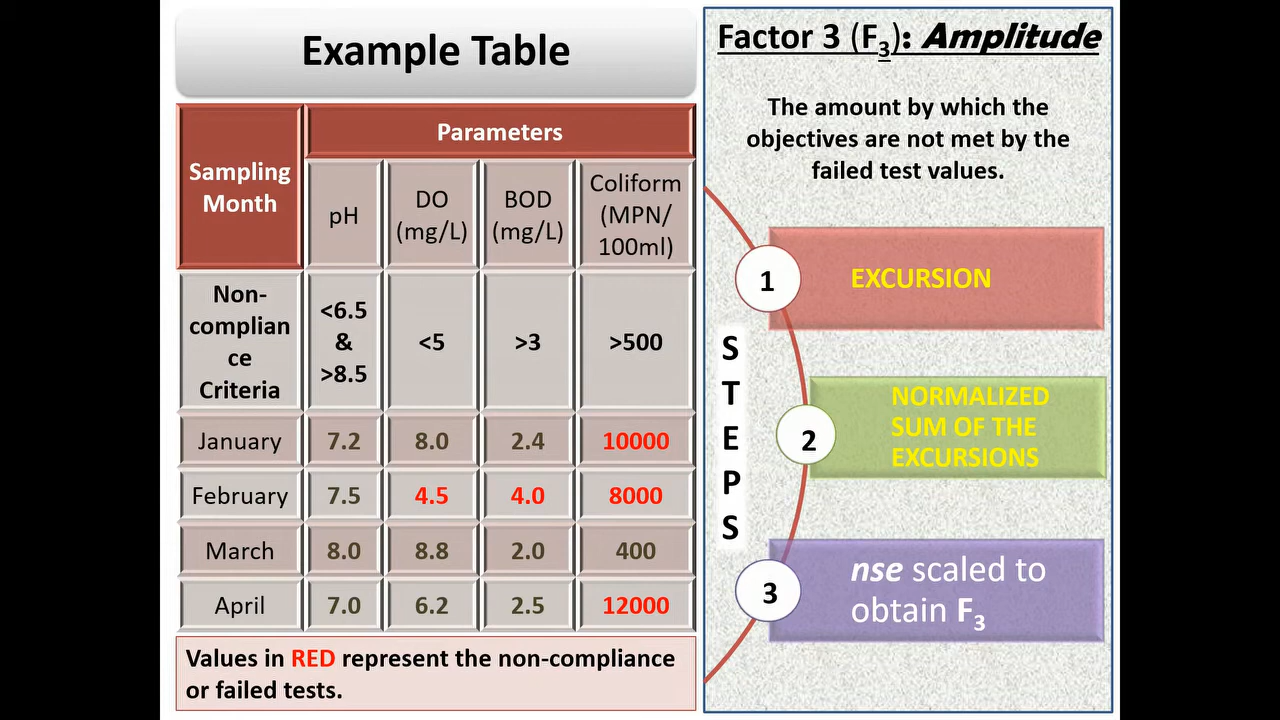 Example Table
Sampling
Month
Parameters
pH
DO
(mg/L)
BOD
(mg/L)
Coliform
(MPN/
100ml)
Non-
complian
ce
Criteria
<6.5
&
>8.5
<5
>3
>500
January 7.2 8.0 2.4 10000
February 7.5 4.5 4.0 8000
March 8.0 8.8 2.0 400
April 7.0 6.2 2.5 12000
Values in RED represent the non-compliance
or failed tests.
Factor 3 (F3): Amplitude
The amount by which the
objectives are not met by the
failed test values.
S
T
E
P
S
1
EXCURSION
2
NORMALIZED
SUM OF THE
EXCURSIONS
3
nse scaled to
obtain F3